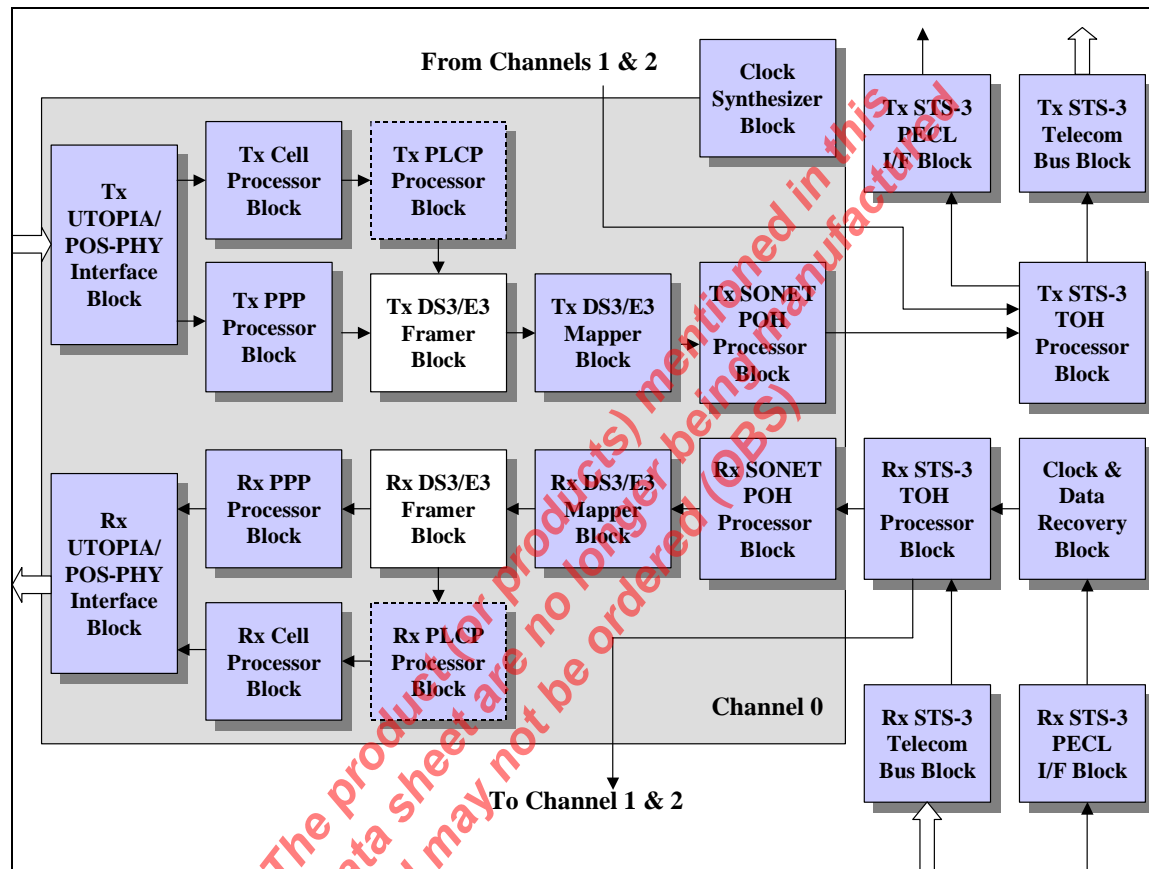 From Channels 1 & 2
Clock
Synthesizer
Block
Tx STS-3
PECL
I/F Block
Tx STS-3
Telecom
Bus Block
Tx
UTOPIA/
POS-PHY
Interface
Block
Tx Cell
Processor
Block
Tx PLCP
Processor
Block
Tx PPP
Processor
Block
Tx DS3/E3
Framer
Block
Tx DS3/E3
Mapper
Block
Tx SONET
POH
Processor
Block
Tx STS-3
TOH
Processor
Block
Rx
UTOPIA/
POS-PHY
Interface
Block
Rx PPP
Processor
Block
Rx DS3/E3
Framer
Block
Rx DS3/E3
Mapper
Block
Rx SONET
POH
Processor
Block
Rx STS-3
TOH
Processor
Block
Clock &
Data
Recovery
Block
Rx Cell
Processor
Block
Rx PLCP
Processor
Block
Channel 0
Rx STS-3
Telecom
Bus Block
Rx STS-3
PECL
I/F Block
To Channel 1 & 2
The product (or products) mentioned in this
data sheet are no longer being manufactured
may not be ordered (OBS)